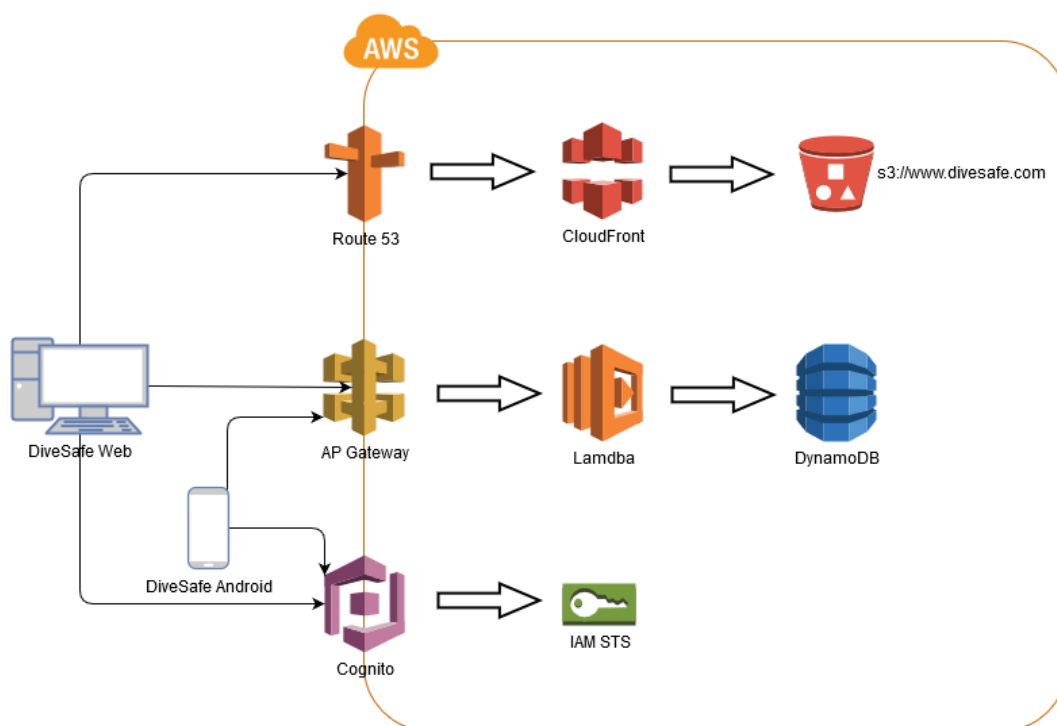 AWS
Route 53
CloudFront
s3://www.divesafe.com
DiveSafe Web
AP Gateway
Lamdba
DynamoDB
DiveSafe Android
Cognito
IAM STS